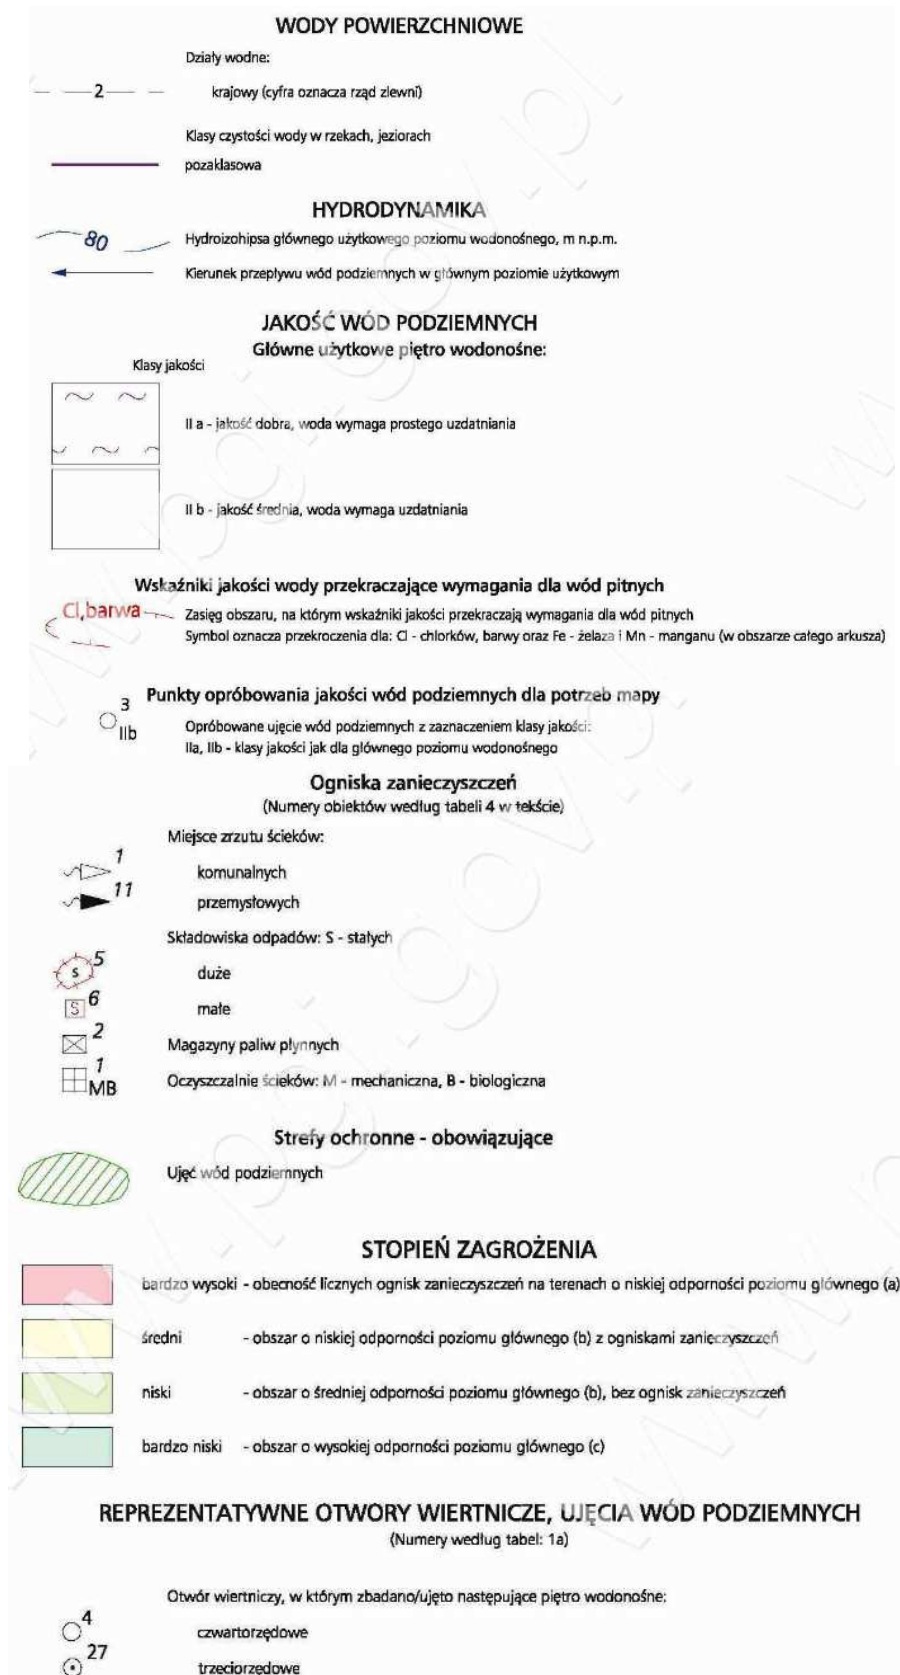 WODY POWIERZCHNIOWE
Działy wodne:
2 krajowy (cyfra oznacza rząd zlewni)
Klasy czystości wody w rzekach, jeziorach
pozaklasowa
HYDRODYNAMIKA
80 Hydroizohipsa głównego użytkowego poziomu wodonośnego, m n.p.m.
Kierunek przepływu wód podziemnych w głównym poziomie użytkowym
JAKOŚĆ WÓD PODZIEMNYCH
Główne użytkowe piętro wodonośne:
Klasy jakości
II a - jakość dobra, woda wymaga prostego uzdatniania
II b - jakość średnia, woda wymaga uzdatniania
Wskaźniki jakości wody przekraczające wymagania dla wód pitnych
Cl,barwa Zasięg obszaru, na którym wskaźniki jakości przekraczają wymagania dla wód pitnych
Symbol oznacza przekroczenia dla: Cl - chlorków, barwy oraz Fe - żelaza i Mn - manganu (w obszarze całego arkusza)
Punkty opróbowania jakości wód podziemnych dla potrzeb mapy
3
IIb
Opróbowane ujęcie wód podziemnych z zaznaczeniem klasy jakości:
IIa, IIb - klasy jakości jak dla głównego poziomu wodonośnego
Ogniska zanieczyszczeń
(Numery obiektów według tabeli 4 w tekście)
Miejsce zrzutu ścieków:
1 komunalnych
11 przemysłowych
Składowiska odpadów: S - stałych
S 5 duże
S 6 małe
2 Magazyny paliw płynnych
1 MB Oczyszczalnie ścieków: M - mechaniczna, B - biologiczna
Strefy ochronne - obowiązujące
Ujęć wód podziemnych
STOPIEŃ ZAGROŻENIA
bardzo wysoki - obecność licznych ognisk zanieczyszczeń na terenach o niskiej odporności poziomu głównego (a)
średni - obszar o niskiej odporności poziomu głównego (b) z ogniskami zanieczyszczeń
niski - obszar o średniej odporności poziomu głównego (b), bez ognisk zanieczyszczeń
bardzo niski - obszar o wysokiej odporności poziomu głównego (c)
REPREZENTATYWNE OTWORY WIERTNICZE, UJĘCIA WÓD PODZIEMNYCH
(Numery według tabel: 1a)
Otwór wiertniczy, w którym zbadano/ujęto następujące piętro wodonośne:
4 czwartorzędowe
27 trzeciorzędowe
www.pgi.gov.pl